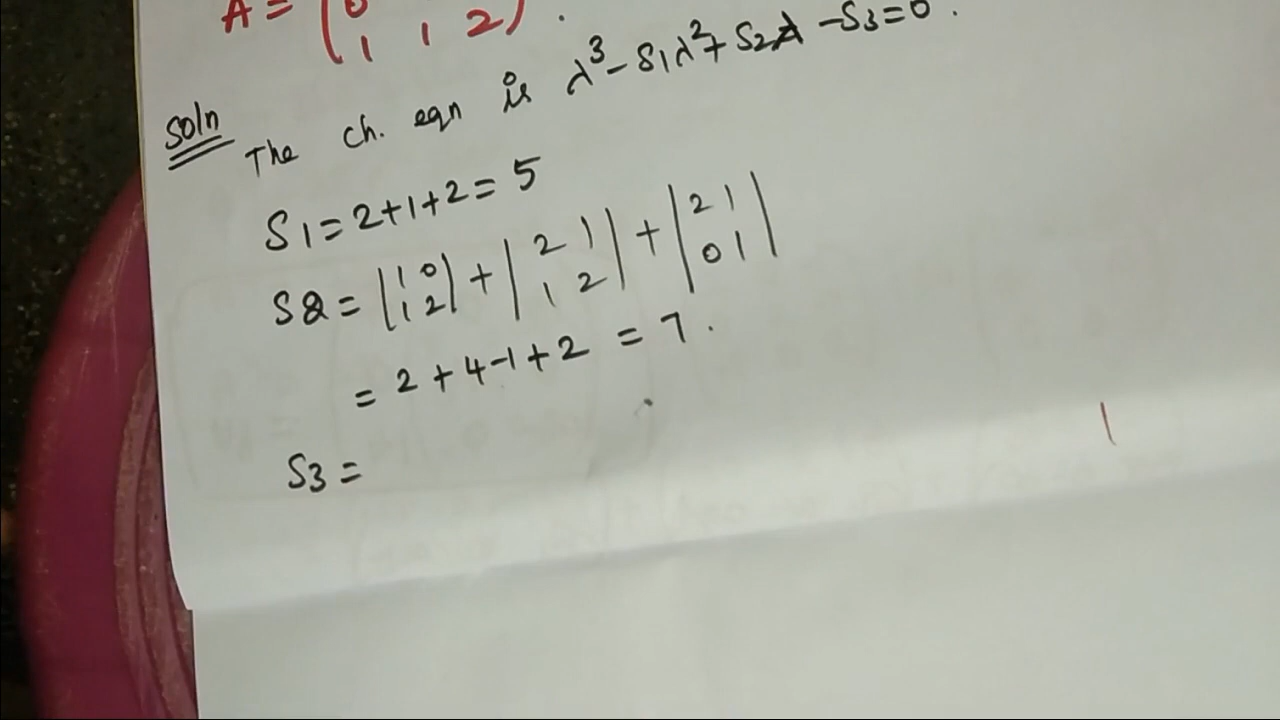 A = (0
1 1 2) .
Soln
The ch. eqn is λ³ - S1λ² + S2λ - S3 = 0 .
S1 = 2+1+2 = 5
S2 = |1 0; 1 2| + |2 1; 1 2| + |2 1; 0 1|
= 2 + 4-1 + 2 = 7 .
S3 =